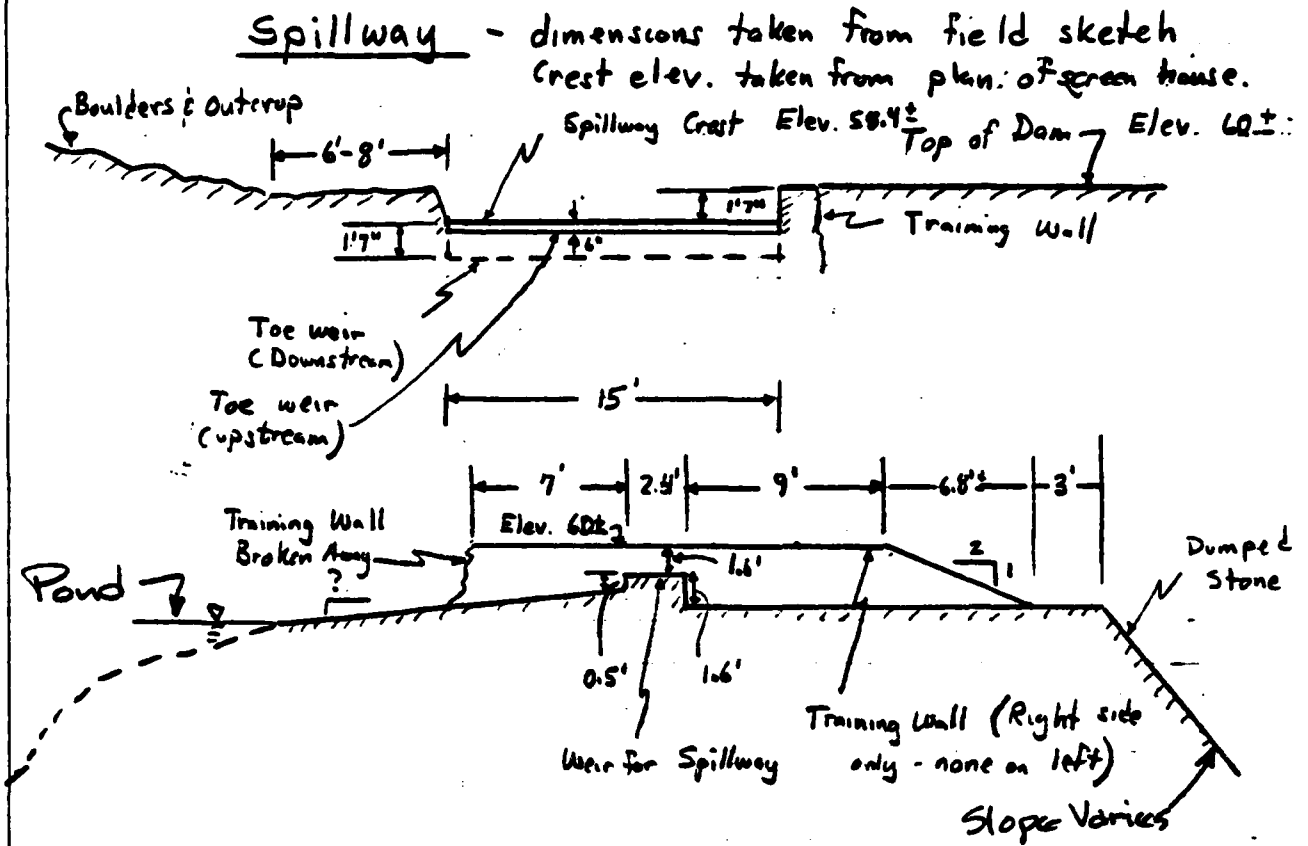 Spillway - dimensions taken from field sketch
Crest elev. taken from plan: of screen house.
Boulders & Outcrop
Spillway Crest Elev. 58.4±
Top of Dam Elev. 60±
6'-8'
1'7"
1'7"
6"
Training Wall
Toe weir
(Downstream)
Toe weir
(upstream)
15'
7'
2.4'
9'
6.8'±
3'
Training Wall
Broken Away
?
Elev. 60±
1.6'
2
1
Dumped
Stone
Pond
0.5'
1.6'
Weir for Spillway
Training Wall (Right side
only - none on left)
Slope Varies